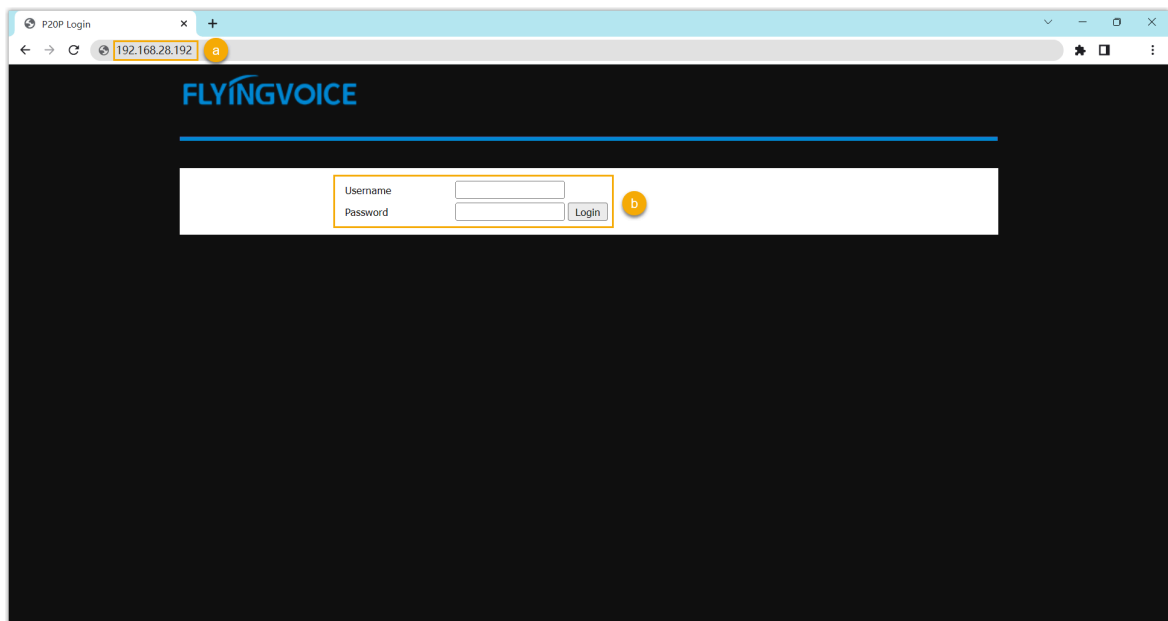 P20P Login
192.168.28.192 a
FLYINGVOICE
Username
Password Login
b